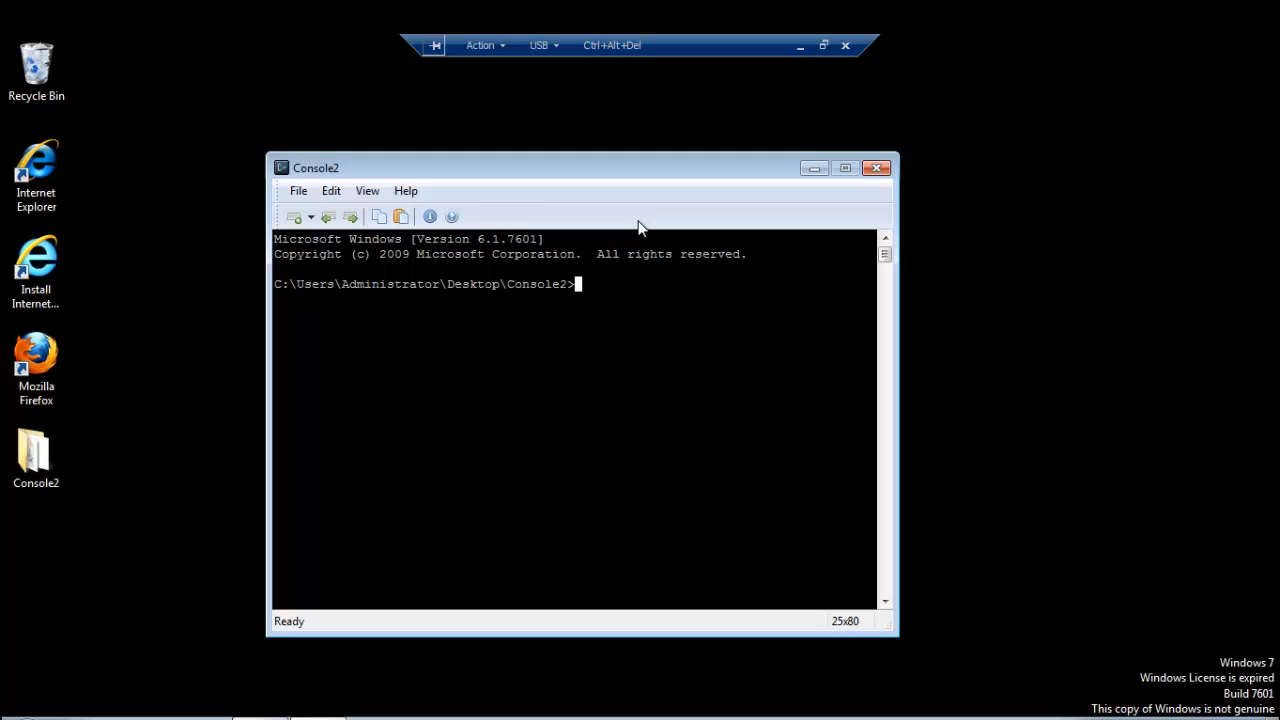 Action USB Ctrl+Alt+Del
Recycle Bin
Internet
Explorer
Install
Internet...
Mozilla
Firefox
Console2
Console2
File Edit View Help
Microsoft Windows [Version 6.1.7601]
Copyright (c) 2009 Microsoft Corporation.  All rights reserved.
C:\Users\Administrator\Desktop\Console2>
Ready 25x80
Windows 7
Windows License is expired
Build 7601
This copy of Windows is not genuine